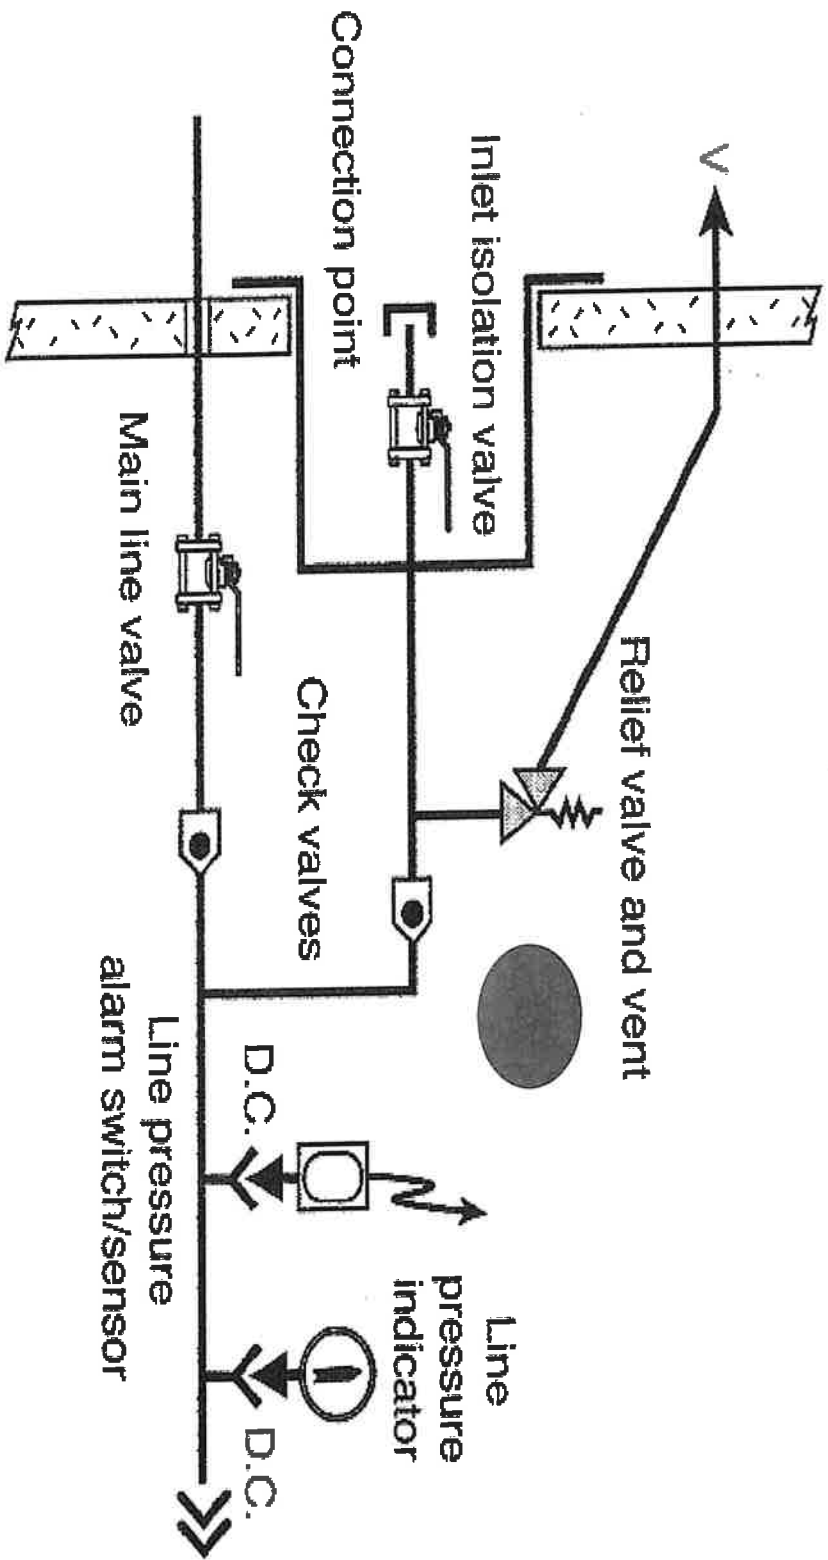 V
Relief valve and vent
Inlet isolation valve
Line
pressure
indicator
Connection point
Check valves
D.C.
D.C.
Main line valve
Line pressure
alarm switch/sensor